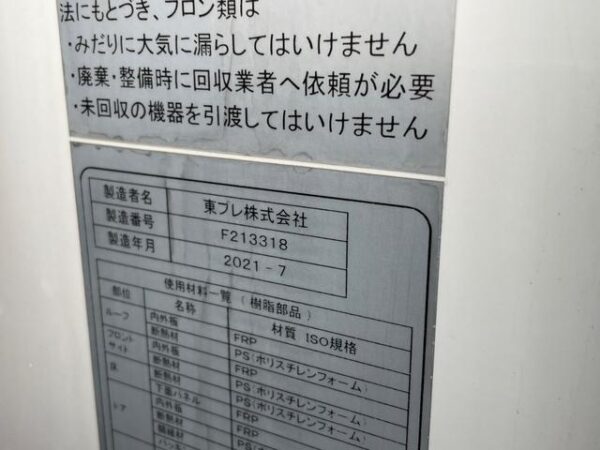 法にもとづき、フロン類は
・みだりに大気に漏らしてはいけません
・廃棄・整備時に回収業者へ依頼が必要
・未回収の機器を引渡してはいけません
製造者名 東プレ株式会社
製造番号 F213318
製造年月 2021-7
使用材料一覧 (樹脂部品)
部位 名称 材質 ISO規格
ルーフ 内外板 FRP
断熱材 PS(ポリスチレンフォーム)
フロント サイド 内外板 FRP
断熱材 PS(ポリスチレンフォーム)
床 断熱材 PS(ポリスチレンフォーム)
下面パネル FRP
ドア 内外板 FRP
断熱材 PS(ポリスチレンフォーム)